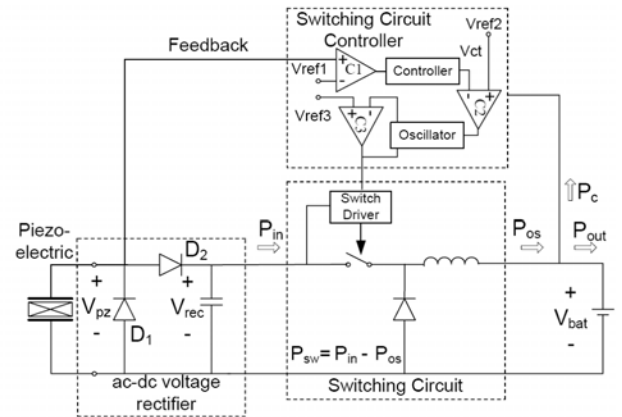 Switching Circuit
Controller
Vref2
Feedback
Vct
Vref1
+
-
C1
Controller
-
+
C2
Vref3
+
-
C3
Oscillator
Switch
Driver
Piezo-
electric
Pin
Pos
Pout
Pc
D2
+
Vpz
-
D1
+
Vrec
-
+
Vbat
-
Psw= Pin - Pos
ac-dc voltage
rectifier
Switching Circuit